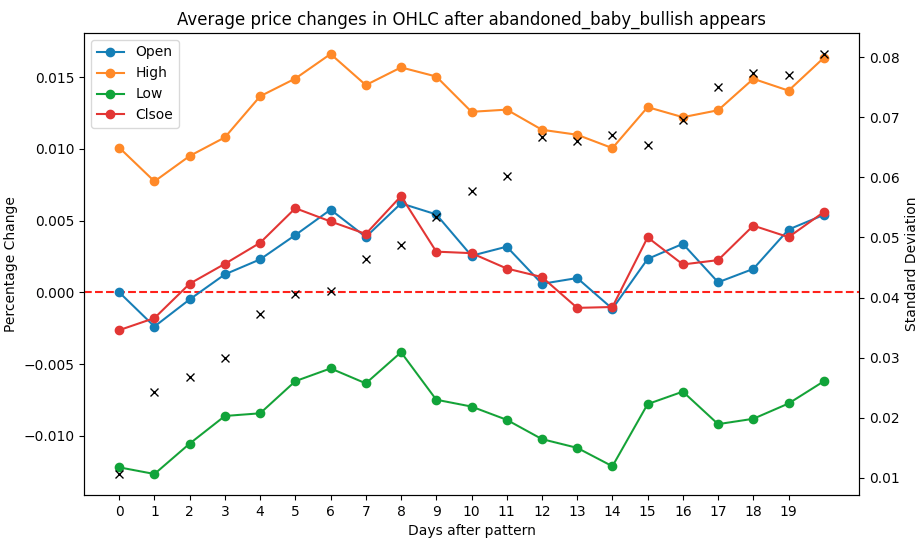 Average price changes in OHLC after abandoned_baby_bullish appears
Open
High
Low
Clsoe
0.015
0.010
0.005
0.000
−0.005
−0.010
Percentage Change
0.08
0.07
0.06
0.05
0.04
0.03
0.02
0.01
Standard Deviation
0 1 2 3 4 5 6 7 8 9 10 11 12 13 14 15 16 17 18 19
Days after pattern